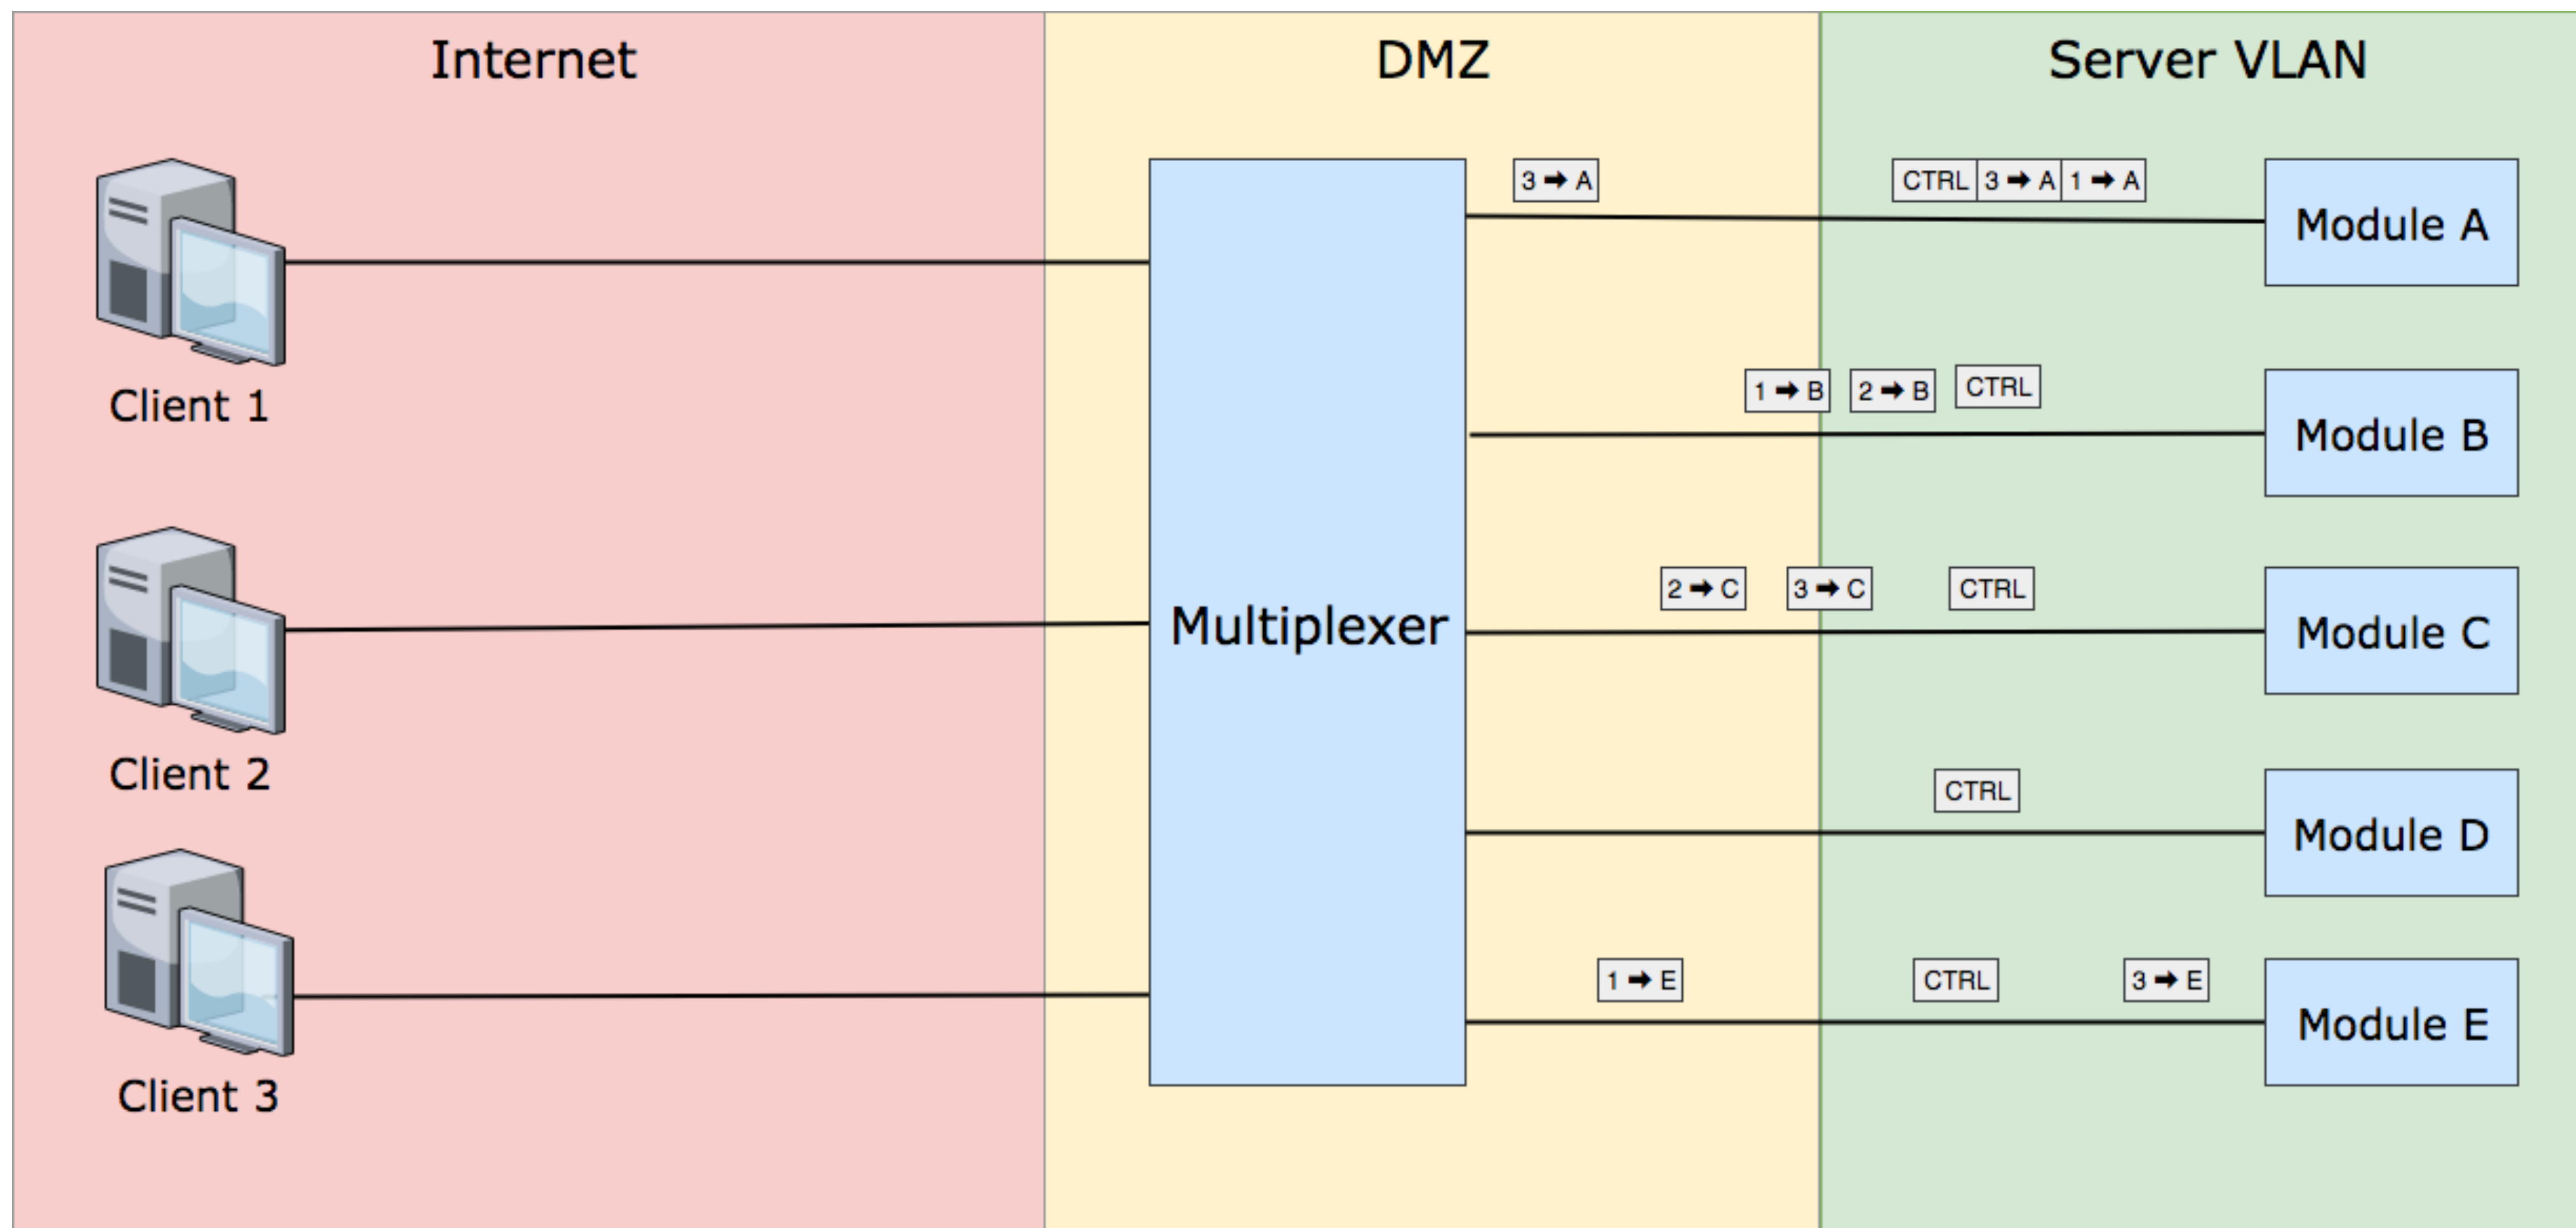 Internet
DMZ
Server VLAN
3 ➡ A
CTRL 3 ➡ A 1 ➡ A
Module A
Client 1
1 ➡ B
2 ➡ B
CTRL
Module B
Multiplexer
2 ➡ C
3 ➡ C
CTRL
Module C
Client 2
CTRL
Module D
1 ➡ E
CTRL
3 ➡ E
Module E
Client 3